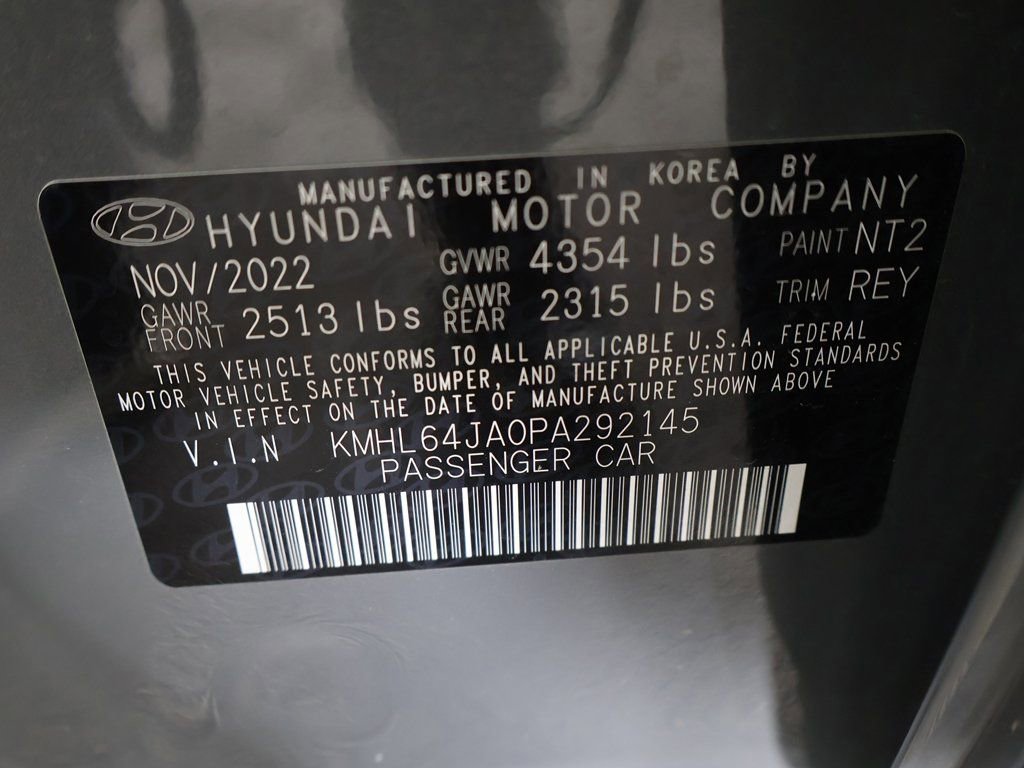 MANUFACTURED IN KOREA BY
HYUNDAI MOTOR COMPANY
NOV/2022 GVWR 4354 lbs PAINT NT2
GAWR FRONT 2513 lbs GAWR REAR 2315 lbs TRIM REY
THIS VEHICLE CONFORMS TO ALL APPLICABLE U.S.A. FEDERAL
MOTOR VEHICLE SAFETY, BUMPER, AND THEFT PREVENTION STANDARDS
IN EFFECT ON THE DATE OF MANUFACTURE SHOWN ABOVE
V.I.N KMHL64JA0PA292145
PASSENGER CAR